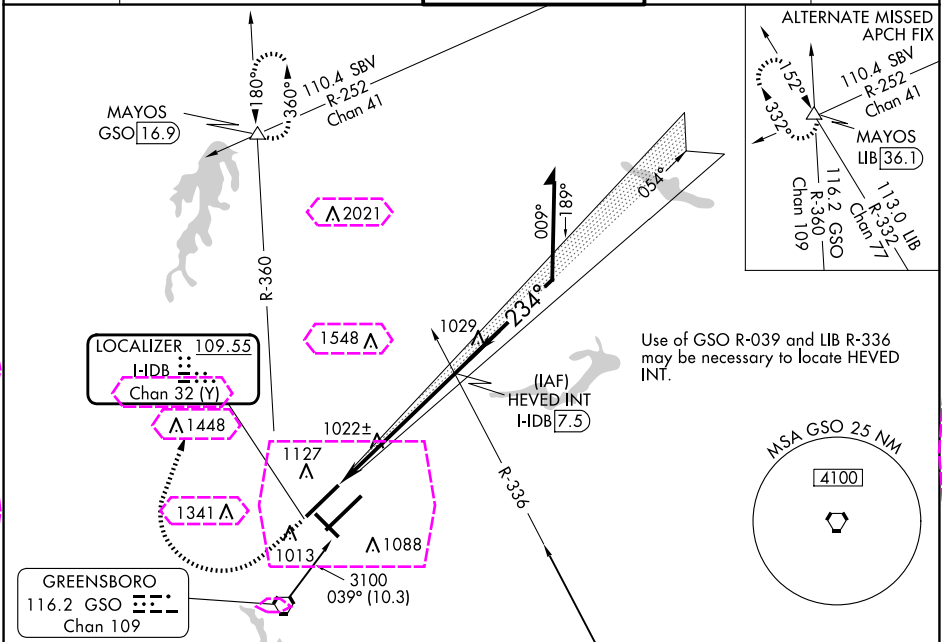 ALTERNATE MISSED
APCH FIX
110.4 SBV
R-252
Chan 41
152°
332°
MAYOS
LIB 36.1
116.2 GSO
R-360
Chan 109
113.0 LIB
R-332
Chan 77
180°
360°
110.4 SBV
R-252
Chan 41
MAYOS
GSO 16.9
R-360
2021
009°
189°
054°
1548
1029
234°
Use of GSO R-039 and LIB R-336
may be necessary to locate HEVED
INT.
LOCALIZER 109.55
I-IDB
Chan 32 (Y)
(IAF)
HEVED INT
I-IDB 7.5
1448
1022±
1127
R-336
MSA GSO 25 NM
4100
1341
1013
1088
3100
039° (10.3)
GREENSBORO
116.2 GSO
Chan 109